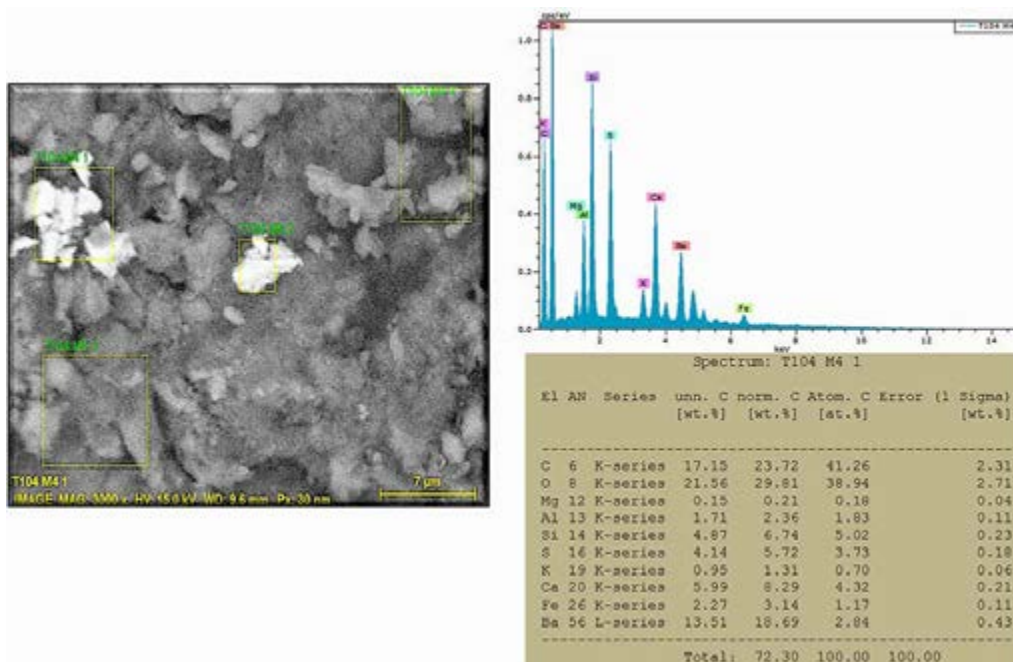 T104 M4 1
T104 M4 1
IMAGE MAG: 3000 x HV: 15.0 kV WD: 9.6 mm Px: 30 nm
7 µm
cps/eV
1.0
0.8
0.6
0.4
0.2
0.0
Mg
Al
Si
S
K
Ca
Ba
Fe
2 4 6 8 10 12 14
keV
Spectrum: T104 M4 1
El AN Series unn. C norm. C Atom. C Error (1 Sigma)
[wt.%] [wt.%] [at.%] [wt.%]
C 6 K-series 17.15 23.72 41.26 2.31
O 8 K-series 21.56 29.81 38.94 2.71
Mg 12 K-series 0.15 0.21 0.18 0.04
Al 13 K-series 1.71 2.36 1.83 0.11
Si 14 K-series 4.87 6.74 5.02 0.23
S 16 K-series 4.14 5.72 3.73 0.18
K 19 K-series 0.95 1.31 0.70 0.06
Ca 20 K-series 5.99 8.29 4.32 0.21
Fe 26 K-series 2.27 3.14 1.17 0.11
Ba 56 L-series 13.51 18.69 2.84 0.43
Total: 72.30 100.00 100.00